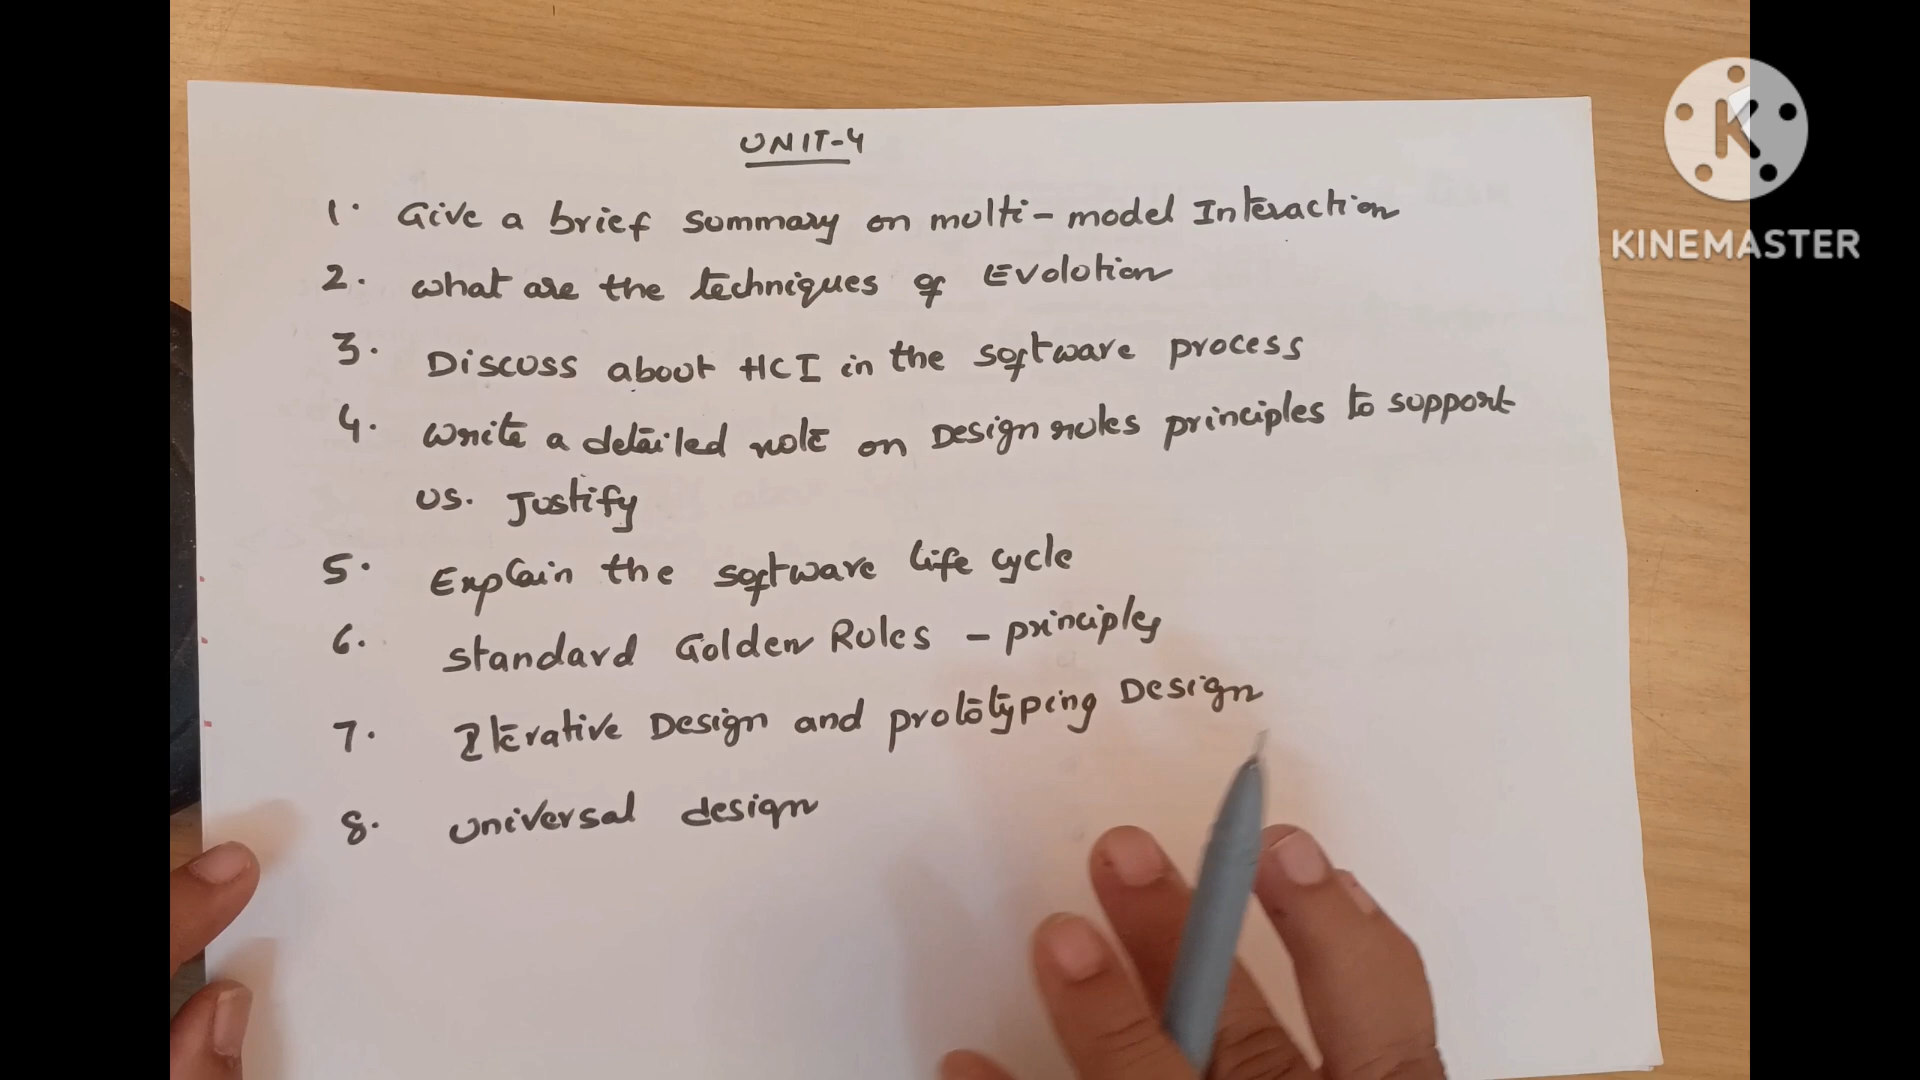 UNIT-4
1. Give a brief summary on multi-model Interaction
2. what are the techniques of Evolution
3. Discuss about HCI in the software process
4. write a detailed note on Design rules principles to support
us. Justify
5. Explain the software life cycle
6. standard Golden Rules - principles
7. Iterative Design and prototyping Design
8. universal design
KINEMASTER